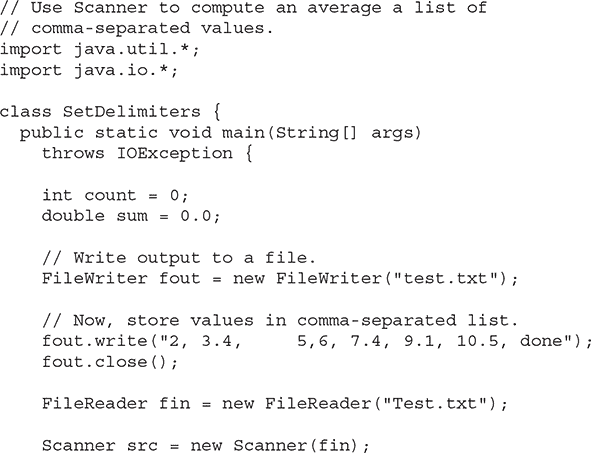 // Use Scanner to compute an average a list of
// comma-separated values.
import java.util.*;
import java.io.*;

class SetDelimiters {
  public static void main(String[] args)
    throws IOException {

    int count = 0;
    double sum = 0.0;

    // Write output to a file.
    FileWriter fout = new FileWriter("test.txt");

    // Now, store values in comma-separated list.
    fout.write("2, 3.4,    5,6, 7.4, 9.1, 10.5, done");
    fout.close();

    FileReader fin = new FileReader("Test.txt");

    Scanner src = new Scanner(fin);